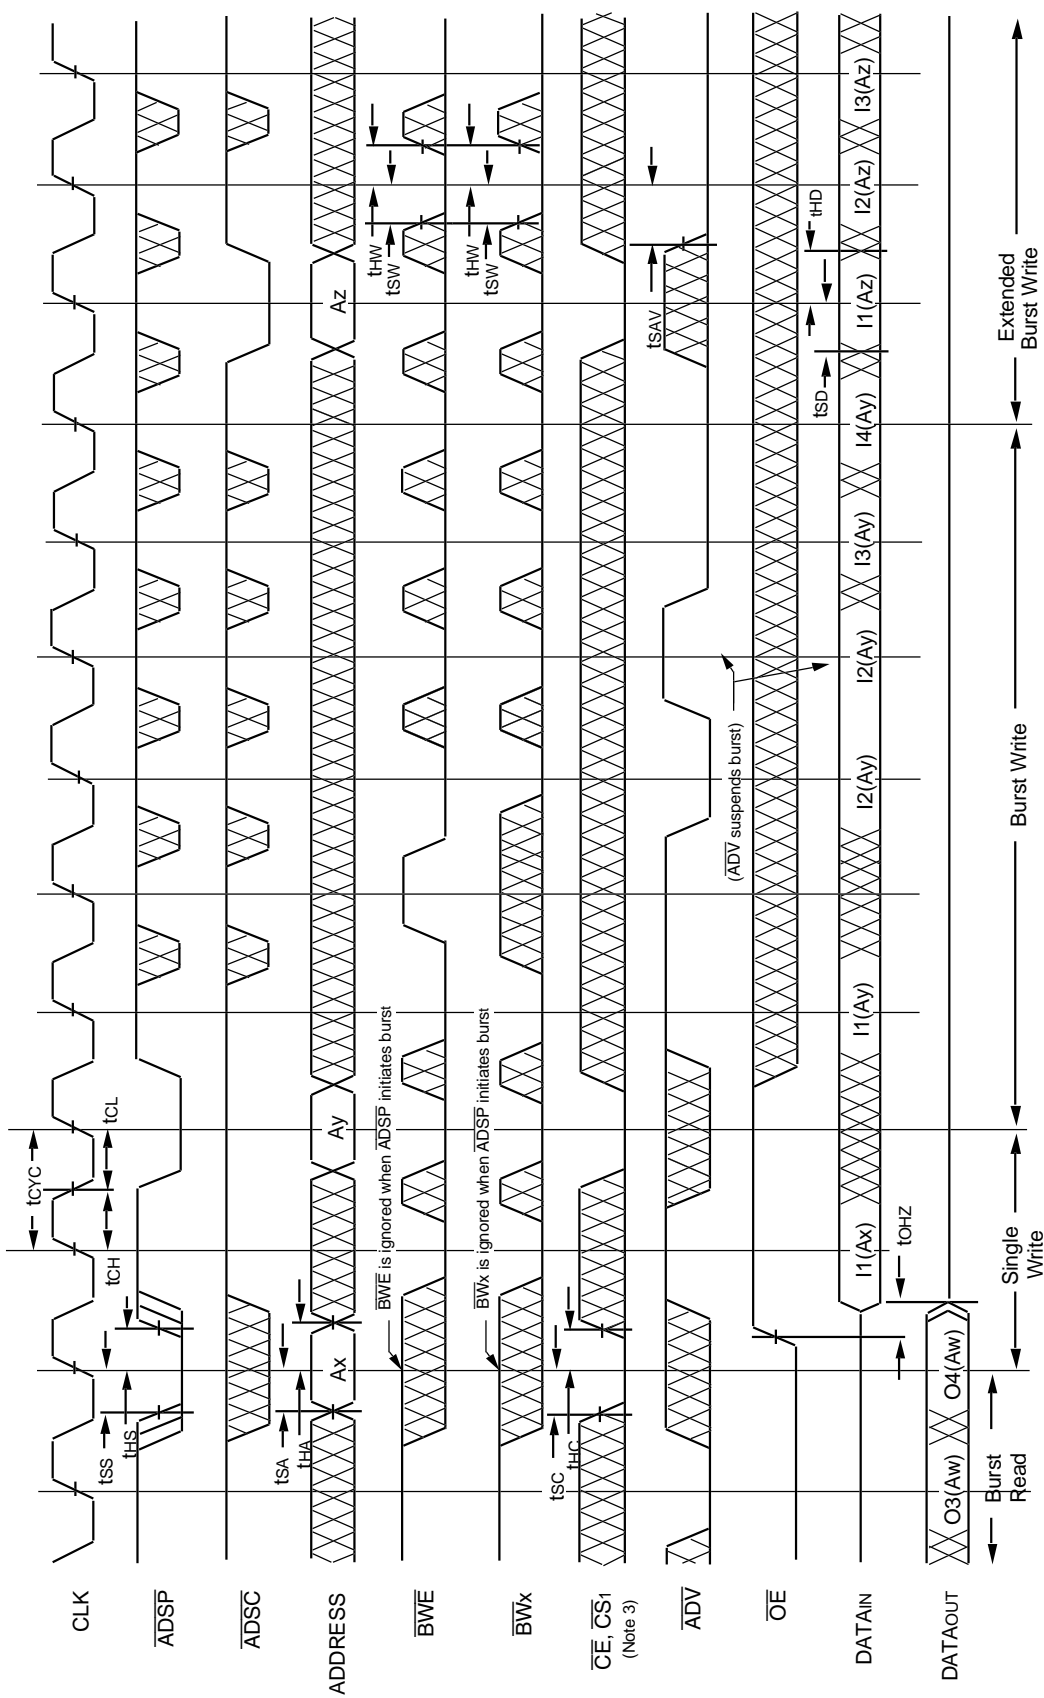 CLK
ADSP
ADSC
ADDRESS
BWE
BWx
CE, CS1
(Note 3)
ADV
OE
DATAIN
DATAOUT
tCYC
tCH
tCL
tSS
tHS
tSA
tHA
Ax
Ay
Az
BWE is ignored when ADSP initiates burst
tHW
tSW
BWx is ignored when ADSP initiates burst
tHW
tSW
tSC
tHC
tSAV
(ADV suspends burst)
tSD
tHD
I1(Ax)
I1(Ay)
I2(Ay)
I2(Ay)
I3(Ay)
I4(Ay)
I1(Az)
I2(Az)
I3(Az)
tOHZ
O3(Aw)
O4(Aw)
Burst
Read
Single
Write
Burst Write
Extended
Burst Write